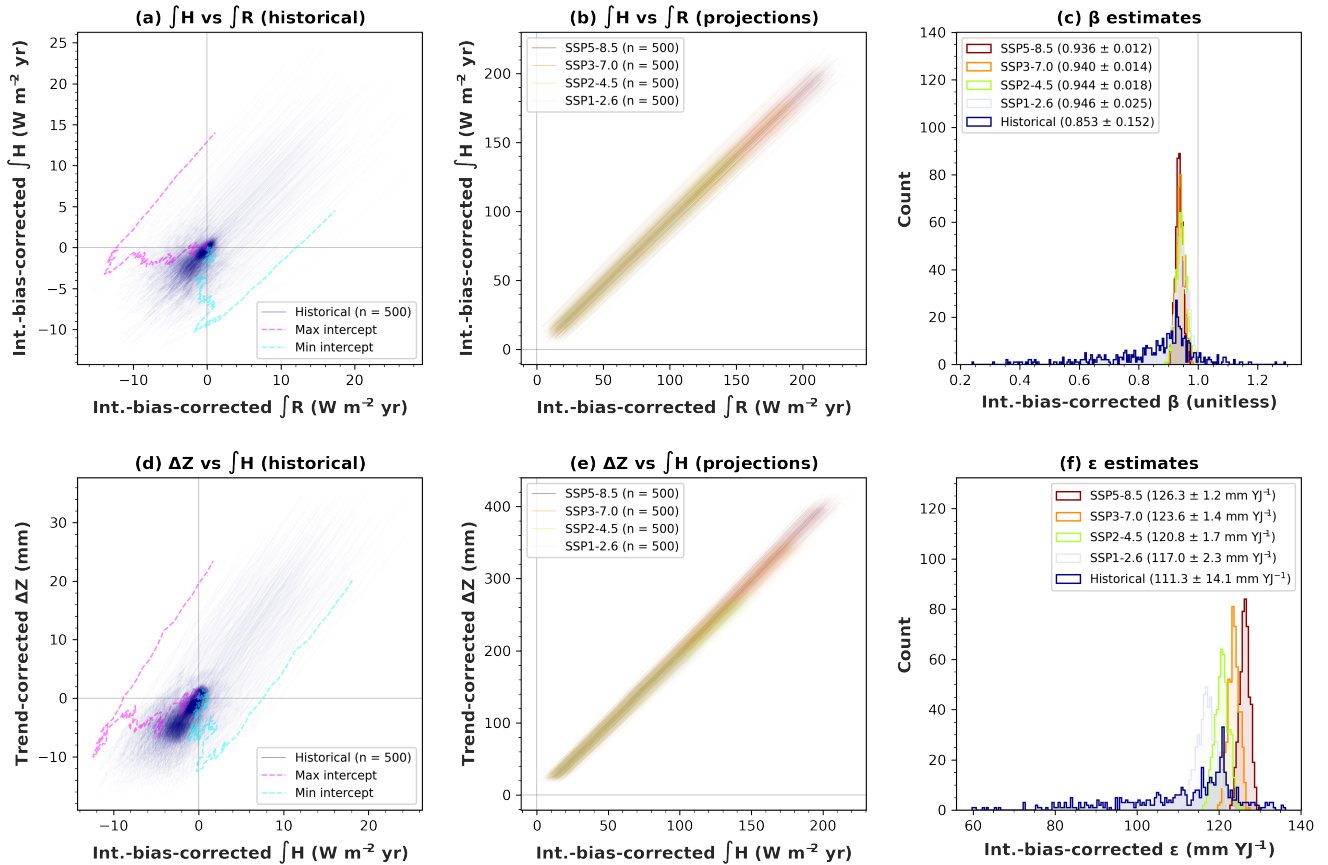 (a) ∫H vs ∫R (historical)
Int.-bias-corrected ∫H (W m⁻² yr)
25
20
15
10
5
0
−5
−10
Historical (n = 500)
Max intercept
Min intercept
−10 0 10 20
Int.-bias-corrected ∫R (W m⁻² yr)
(b) ∫H vs ∫R (projections)
Int.-bias-corrected ∫H (W m⁻² yr)
SSP5-8.5 (n = 500)
SSP3-7.0 (n = 500)
SSP2-4.5 (n = 500)
SSP1-2.6 (n = 500)
200
150
100
50
0
0 50 100 150 200
Int.-bias-corrected ∫R (W m⁻² yr)
(c) β estimates
Count
140
120
100
80
60
40
20
0
SSP5-8.5 (0.936 ± 0.012)
SSP3-7.0 (0.940 ± 0.014)
SSP2-4.5 (0.944 ± 0.018)
SSP1-2.6 (0.946 ± 0.025)
Historical (0.853 ± 0.152)
0.2 0.4 0.6 0.8 1.0 1.2
Int.-bias-corrected β (unitless)
(d) ΔZ vs ∫H (historical)
Trend-corrected ΔZ (mm)
30
20
10
0
−10
Historical (n = 500)
Max intercept
Min intercept
−10 0 10 20
Int.-bias-corrected ∫H (W m⁻² yr)
(e) ΔZ vs ∫H (projections)
Trend-corrected ΔZ (mm)
SSP5-8.5 (n = 500)
SSP3-7.0 (n = 500)
SSP2-4.5 (n = 500)
SSP1-2.6 (n = 500)
400
300
200
100
0
0 50 100 150 200
Int.-bias-corrected ∫H (W m⁻² yr)
(f) ε estimates
Count
120
100
80
60
40
20
0
SSP5-8.5 (126.3 ± 1.2 mm YJ⁻¹)
SSP3-7.0 (123.6 ± 1.4 mm YJ⁻¹)
SSP2-4.5 (120.8 ± 1.7 mm YJ⁻¹)
SSP1-2.6 (117.0 ± 2.3 mm YJ⁻¹)
Historical (111.3 ± 14.1 mm YJ⁻¹)
60 80 100 120 140
Int.-bias-corrected ε (mm YJ⁻¹)